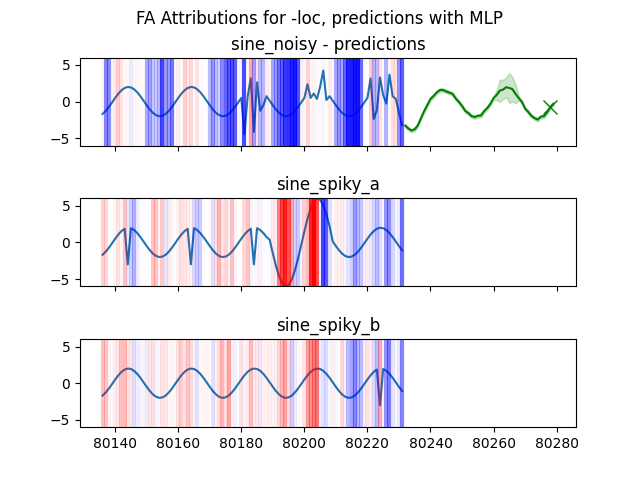 FA Attributions for -loc, predictions with MLP
sine_noisy - predictions
5
0
−5
sine_spiky_a
5
0
−5
sine_spiky_b
5
0
−5
80140 80160 80180 80200 80220 80240 80260 80280